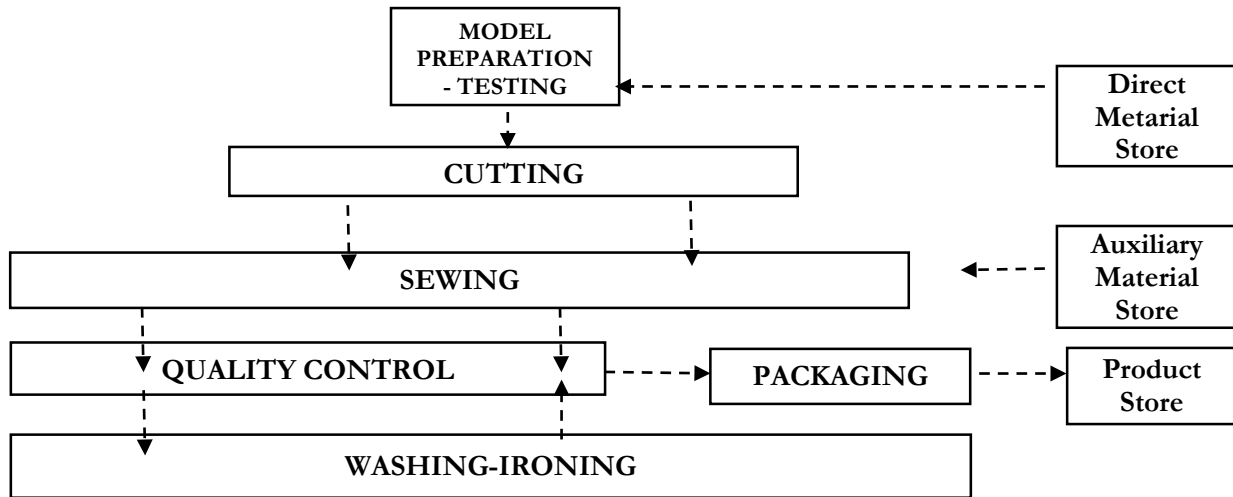 MODEL
PREPARATION
- TESTING
Direct
Metarial
Store
CUTTING
Auxiliary
Material
Store
SEWING
QUALITY CONTROL
PACKAGING
Product
Store
WASHING-IRONING